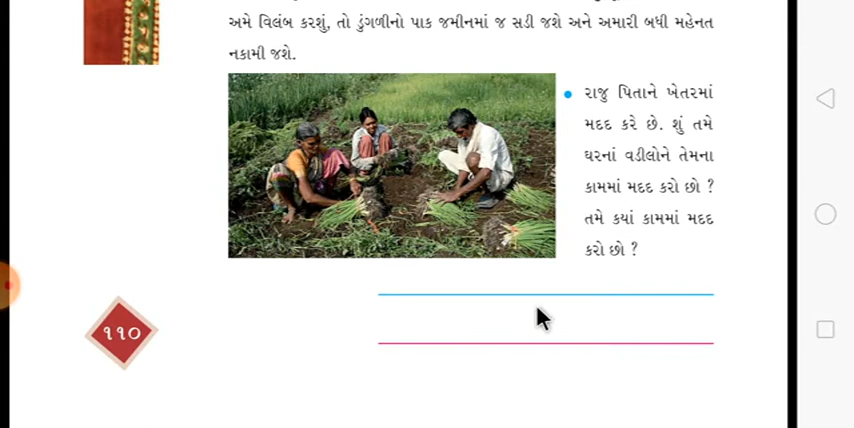 અમે વિલંબ કરશું, તો ડુંગળીનો પાક જમીનમાં જ સડી જશે અને અમારી બધી મહેનત
નકામી જશે.
રાજુ પિતાને ખેતરમાં
મદદ કરે છે. શું તમે
ઘરનાં વડીલોને તેમના
કામમાં મદદ કરો છો ?
તમે કયાં કામમાં મદદ
કરો છો ?
૧૧૦